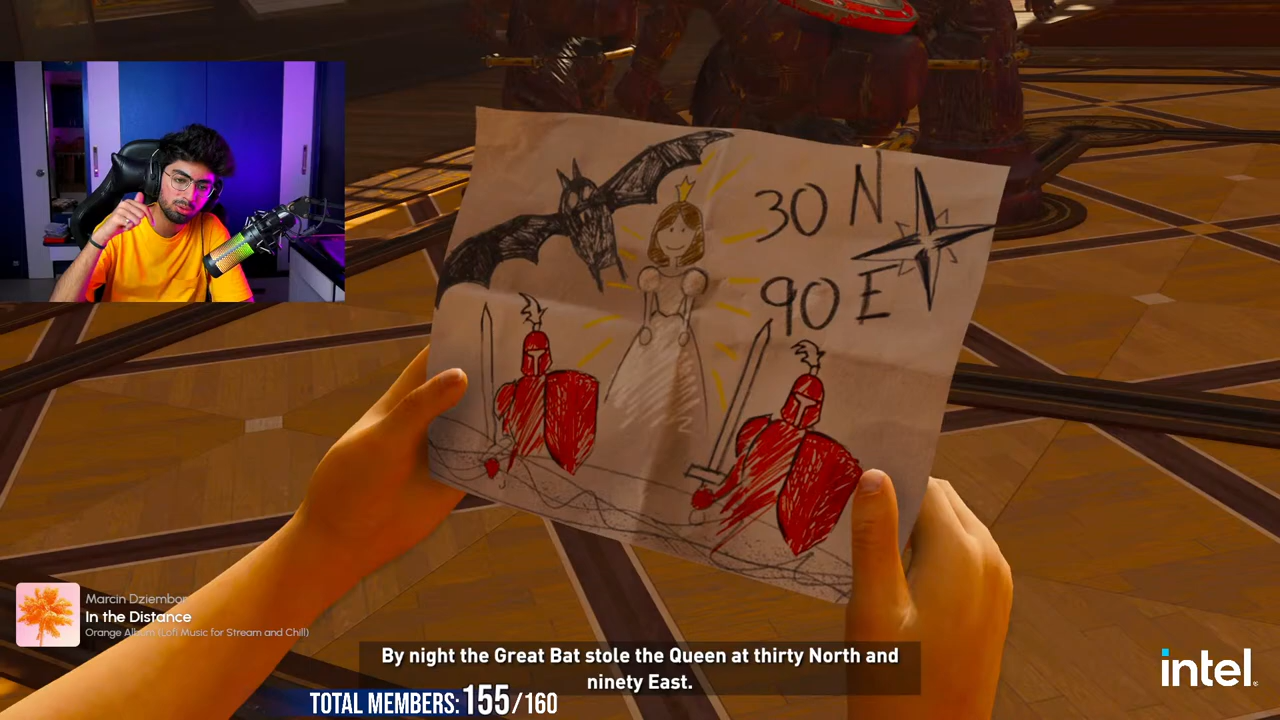 30 N
90 E
Marcin Dziembor
In the Distance
Orange Album (Lofi Music for Stream and Chill)
By night the Great Bat stole the Queen at thirty North and
ninety East.
TOTAL MEMBERS: 155/160
intel.